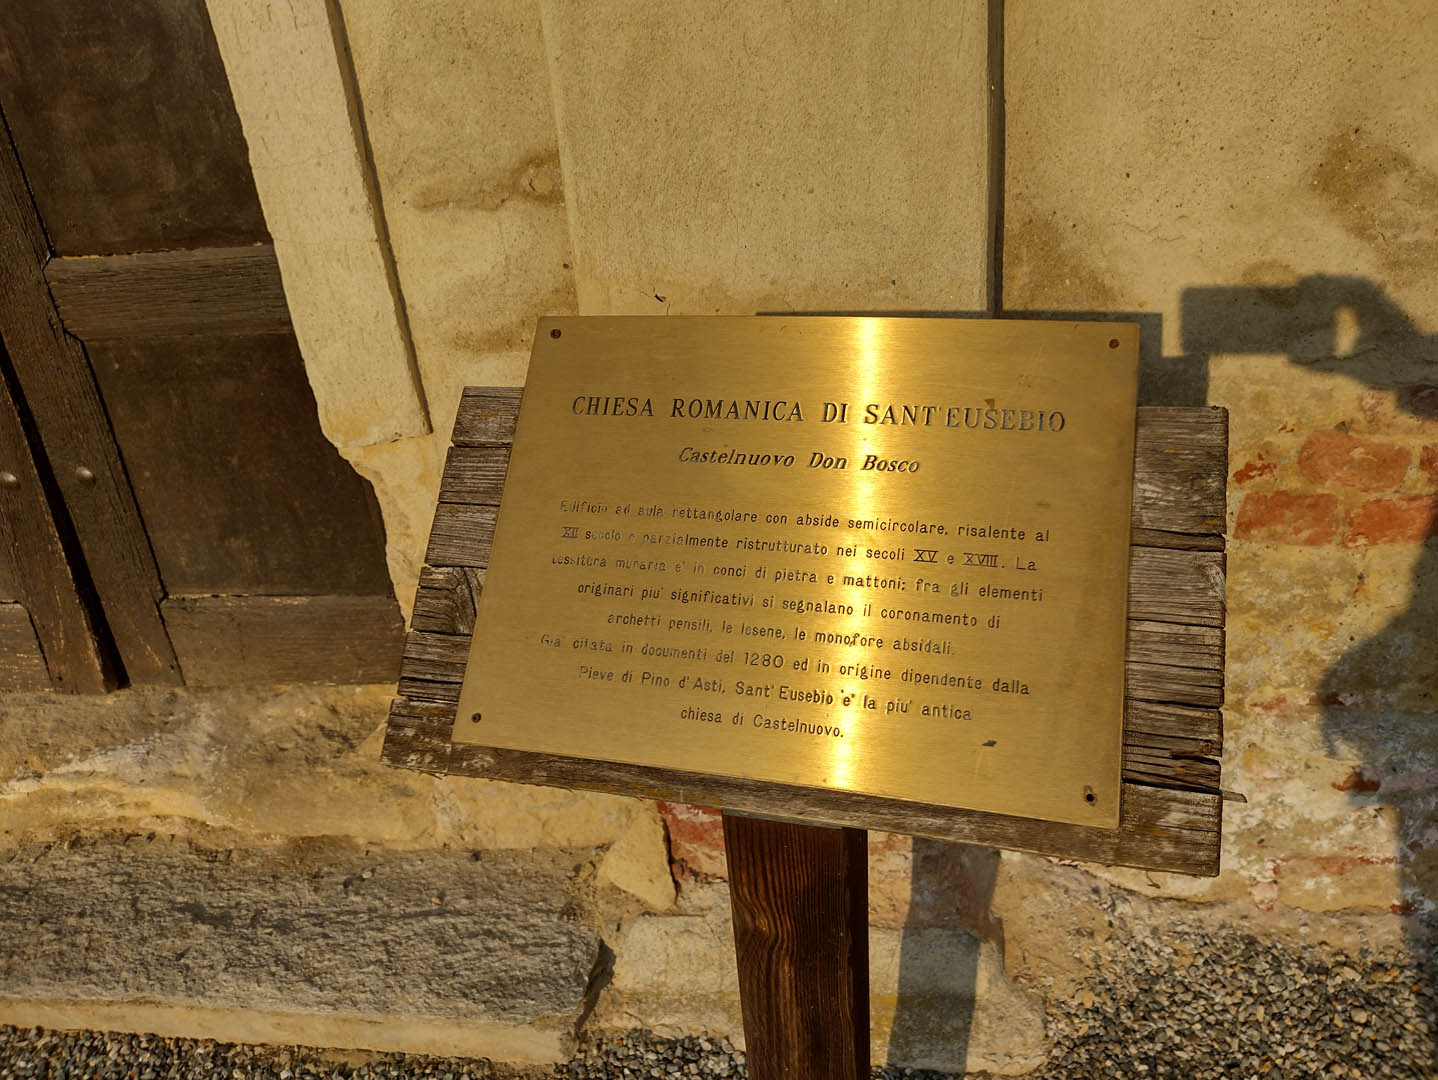 CHIESA ROMANICA DI SANT'EUSEBIO
Castelnuovo Don Bosco
Edificio ad aula rettangolare con abside semicircolare, risalente al
XII secolo e parzialmente ristrutturato nei secoli XV e XVIII. La
tessitura muraria e' in conci di pietra e mattoni; fra gli elementi
originari piu' significativi si segnalano il coronamento di
archetti pensili, le lesene, le monofore absidali.
Gia' citata in documenti del 1280 ed in origine dipendente dalla
Pieve di Pino d'Asti, Sant'Eusebio 'e' la piu' antica
chiesa di Castelnuovo.